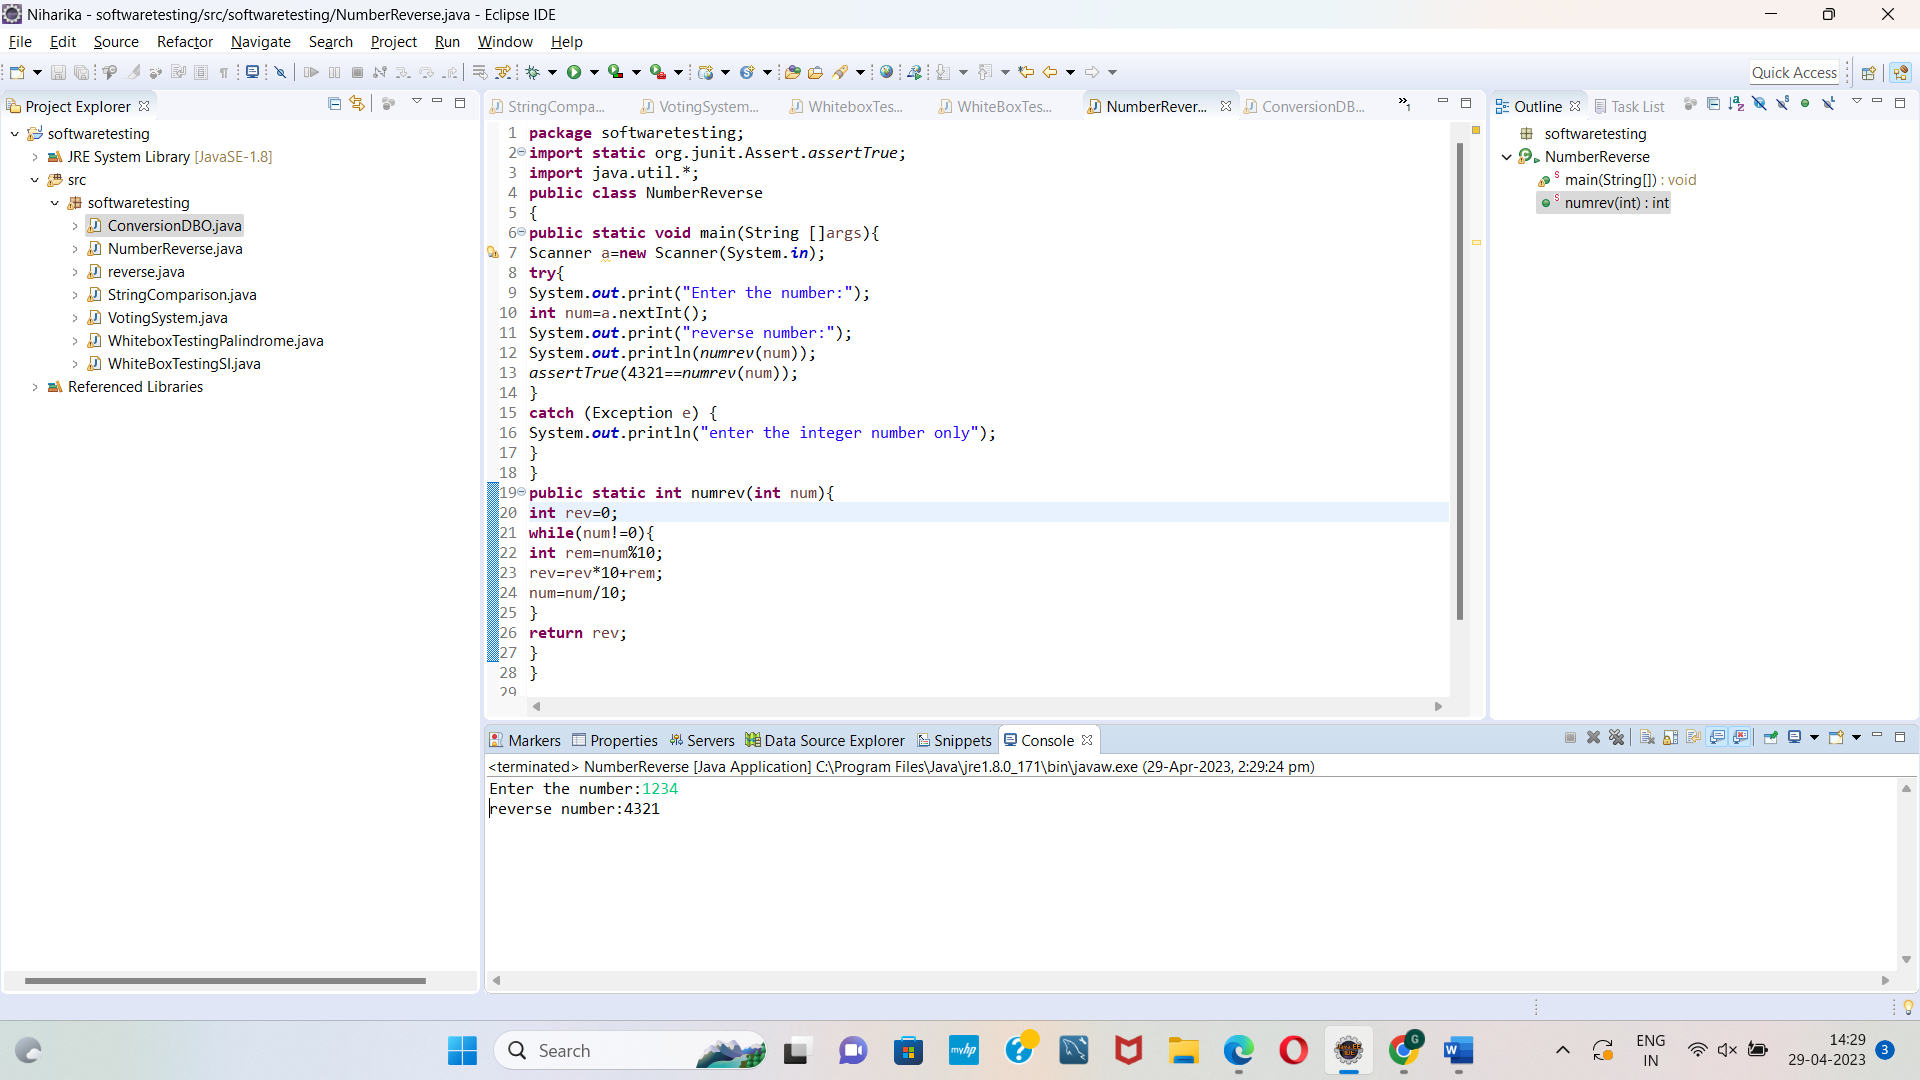 Niharika - softwaretesting/src/softwaretesting/NumberReverse.java - Eclipse IDE
File Edit Source Refactor Navigate Search Project Run Window Help
Quick Access
Project Explorer
softwaretesting
JRE System Library [JavaSE-1.8]
src
softwaretesting
ConversionDBO.java
NumberReverse.java
reverse.java
StringComparison.java
VotingSystem.java
WhiteboxTestingPalindrome.java
WhiteBoxTestingSI.java
Referenced Libraries
StringCompa... VotingSystem... WhiteboxTes... WhiteBoxTes... NumberRever... ConversionDB... »1
1 package softwaretesting;
2 import static org.junit.Assert.assertTrue;
3 import java.util.*;
4 public class NumberReverse
5 {
6 public static void main(String []args){
7 Scanner a=new Scanner(System.in);
8 try{
9 System.out.print("Enter the number:");
10 int num=a.nextInt();
11 System.out.print("reverse number:");
12 System.out.println(numrev(num));
13 assertTrue(4321==numrev(num));
14 }
15 catch (Exception e) {
16 System.out.println("enter the integer number only");
17 }
18 }
19 public static int numrev(int num){
20 int rev=0;
21 while(num!=0){
22 int rem=num%10;
23 rev=rev*10+rem;
24 num=num/10;
25 }
26 return rev;
27 }
28 }
29
Outline Task List
softwaretesting
NumberReverse
main(String[]) : void
numrev(int) : int
Markers Properties Servers Data Source Explorer Snippets Console
<terminated> NumberReverse [Java Application] C:\Program Files\Java\jre1.8.0_171\bin\javaw.exe (29-Apr-2023, 2:29:24 pm)
Enter the number:1234
reverse number:4321
Search
myhp
ENG
IN
14:29
29-04-2023
3